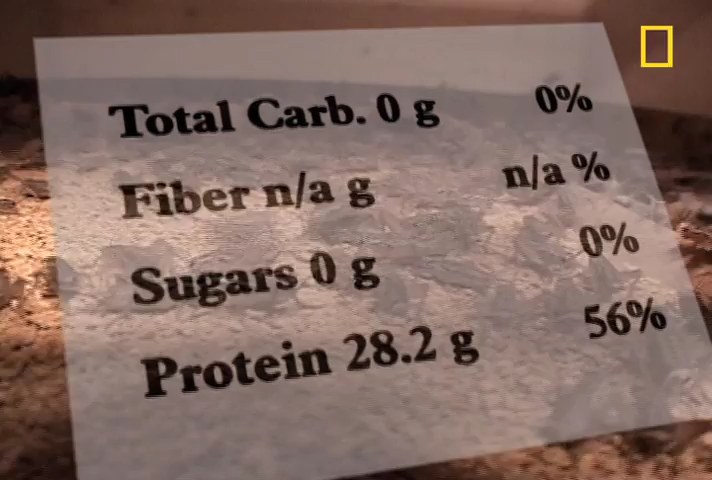 Total Carb. 0 g 0%
Fiber n/a g n/a %
Sugars 0 g 0%
Protein 28.2 g 56%